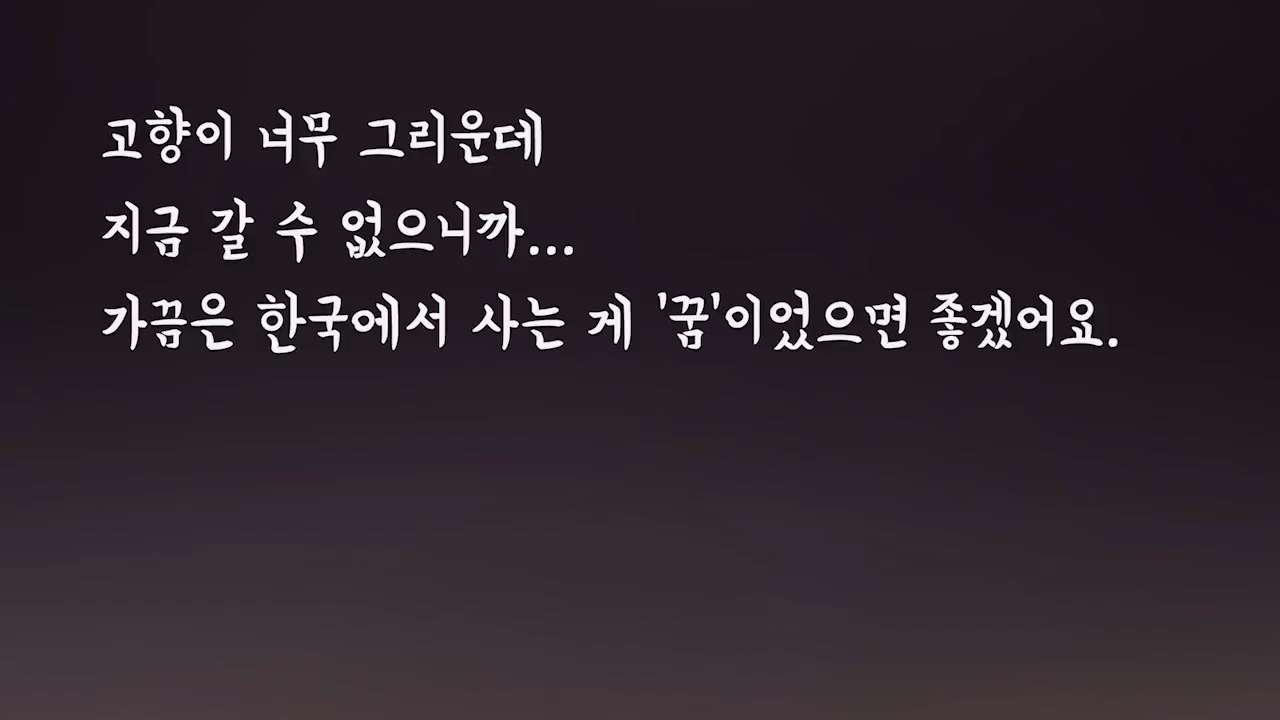 고향이 너무 그리운데
지금 갈 수 없으니까...
가끔은 한국에서 사는 게 '꿈'이었으면 좋겠어요.